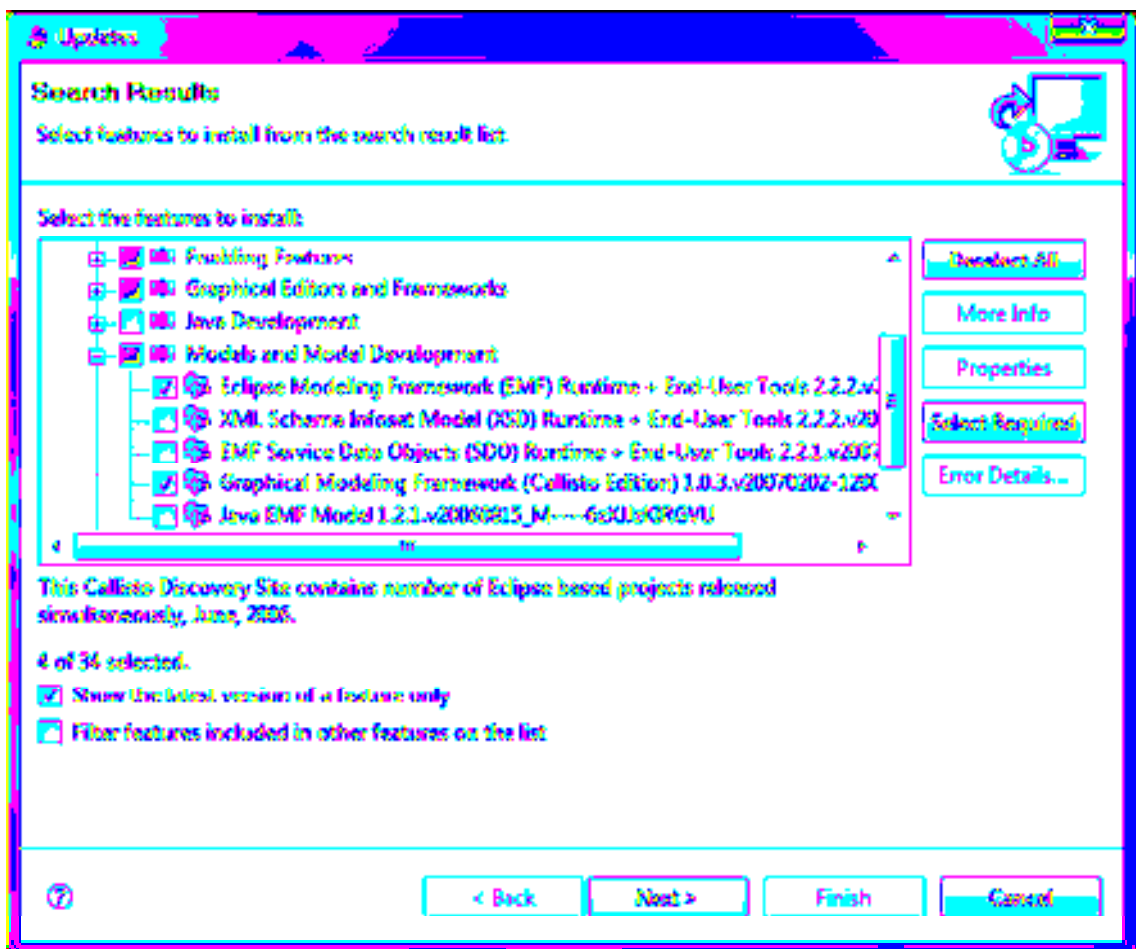 Updates
Search Results
Select features to install from the search result list.
Select the features to install:
Enabling Features
Graphical Editors and Frameworks
Java Development
Models and Model Development
Eclipse Modeling Framework (EMF) Runtime + End-User Tools 2.2.2.v
XML Schema Infoset Model (XSD) Runtime + End-User Tools 2.2.2.v20
EMF Service Data Objects (SDO) Runtime + End-User Tools 2.2.1.v200
Graphical Modeling Framework (Callisto Edition) 1.0.3.v20070202-1200
Java EMF Model
This Callisto Discovery Site contains number of Eclipse based projects released
simultaneously, June, 2006.
4 of 34 selected.
Show the latest version of a feature only
Filter features included in other features on the list
Deselect All
More Info
Properties
Select Required
Error Details...
< Back
Next >
Finish
Cancel